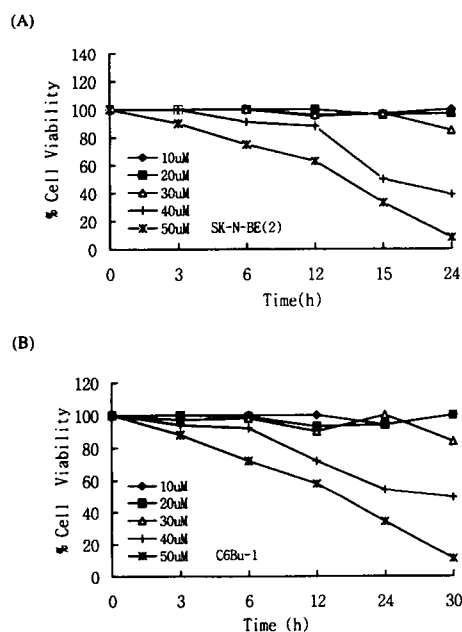 (A)
140
120
100
80
60
40
20
0
% Cell Viability
10uM
20uM
30uM
40uM
50uM SK-N-BE(2)
0 3 6 12 15 24
Time(h)
(B)
120
100
80
60
40
20
0
% Cell Viability
10uM
20uM
30uM
40uM
50uM C6Bu-1
0 3 6 12 24 30
Time (h)